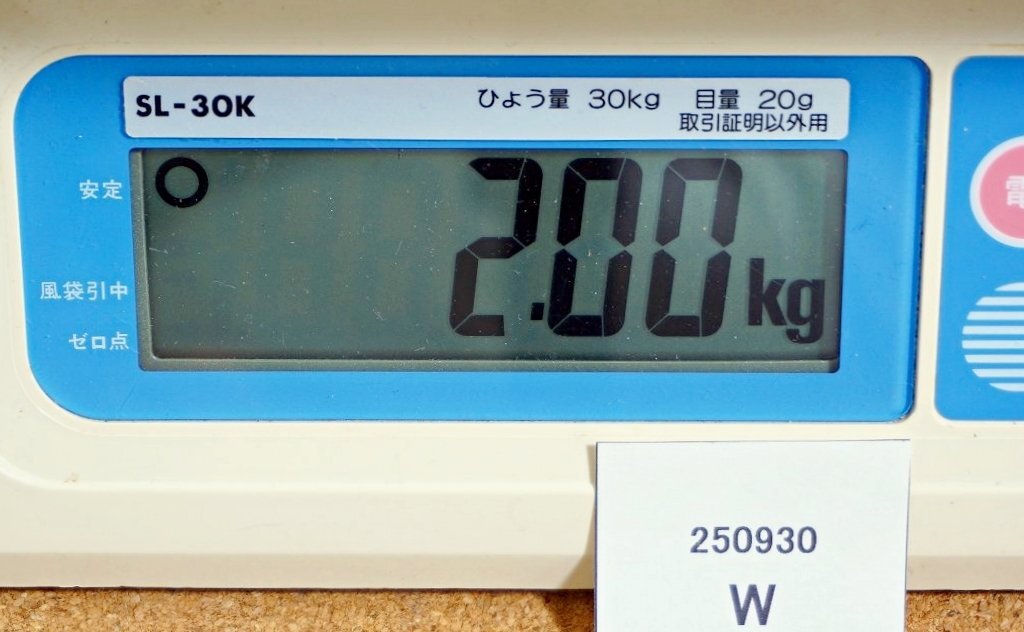 SL-30K
ひょう量 30kg 目量 20g
取引証明以外用
安定
風袋引中
ゼロ点
2.00kg
250930
W